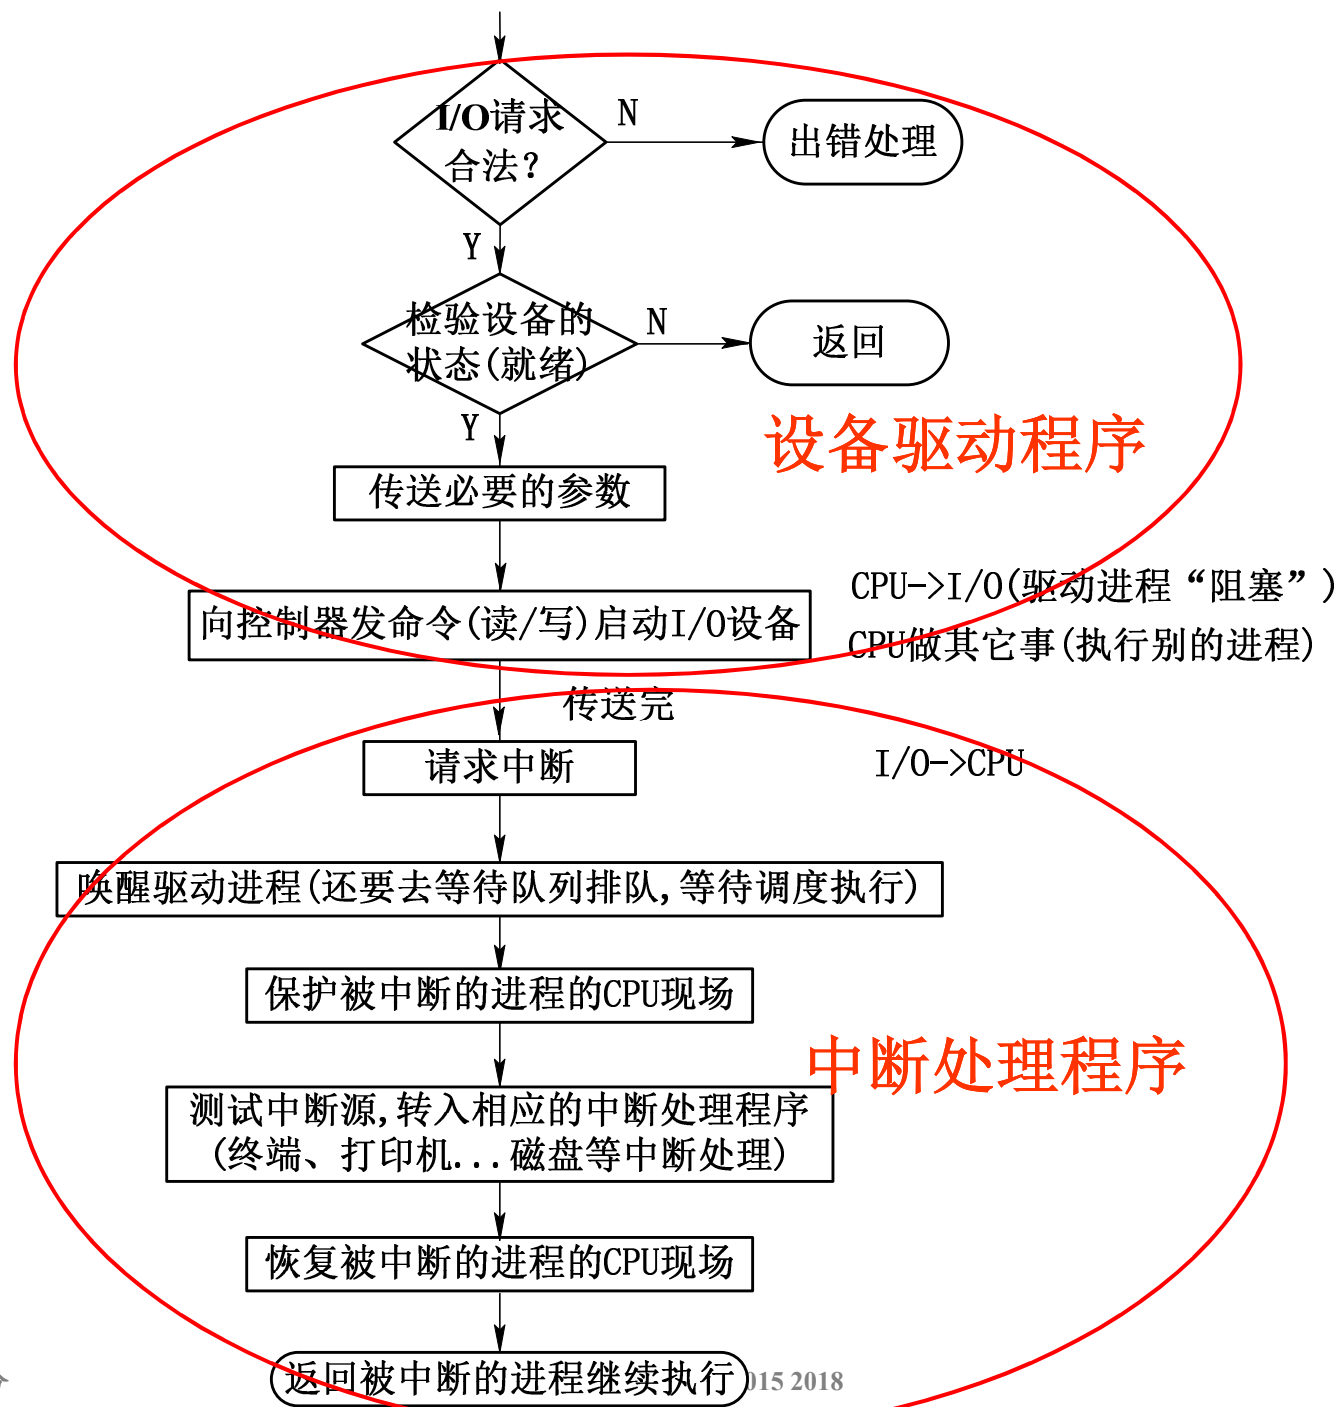 I/O请求
合法?
N
出错处理
Y
检验设备的
状态(就绪)
N
返回
Y
设备驱动程序
传送必要的参数
CPU->I/O(驱动进程“阻塞”)
向控制器发命令(读/写)启动I/O设备
CPU做其它事(执行别的进程)
传送完
请求中断
I/O->CPU
唤醒驱动进程(还要去等待队列排队,等待调度执行)
保护被中断的进程的CPU现场
中断处理程序
测试中断源,转入相应的中断处理程序
(终端、打印机...磁盘等中断处理)
恢复被中断的进程的CPU现场
返回被中断的进程继续执行
015 2018